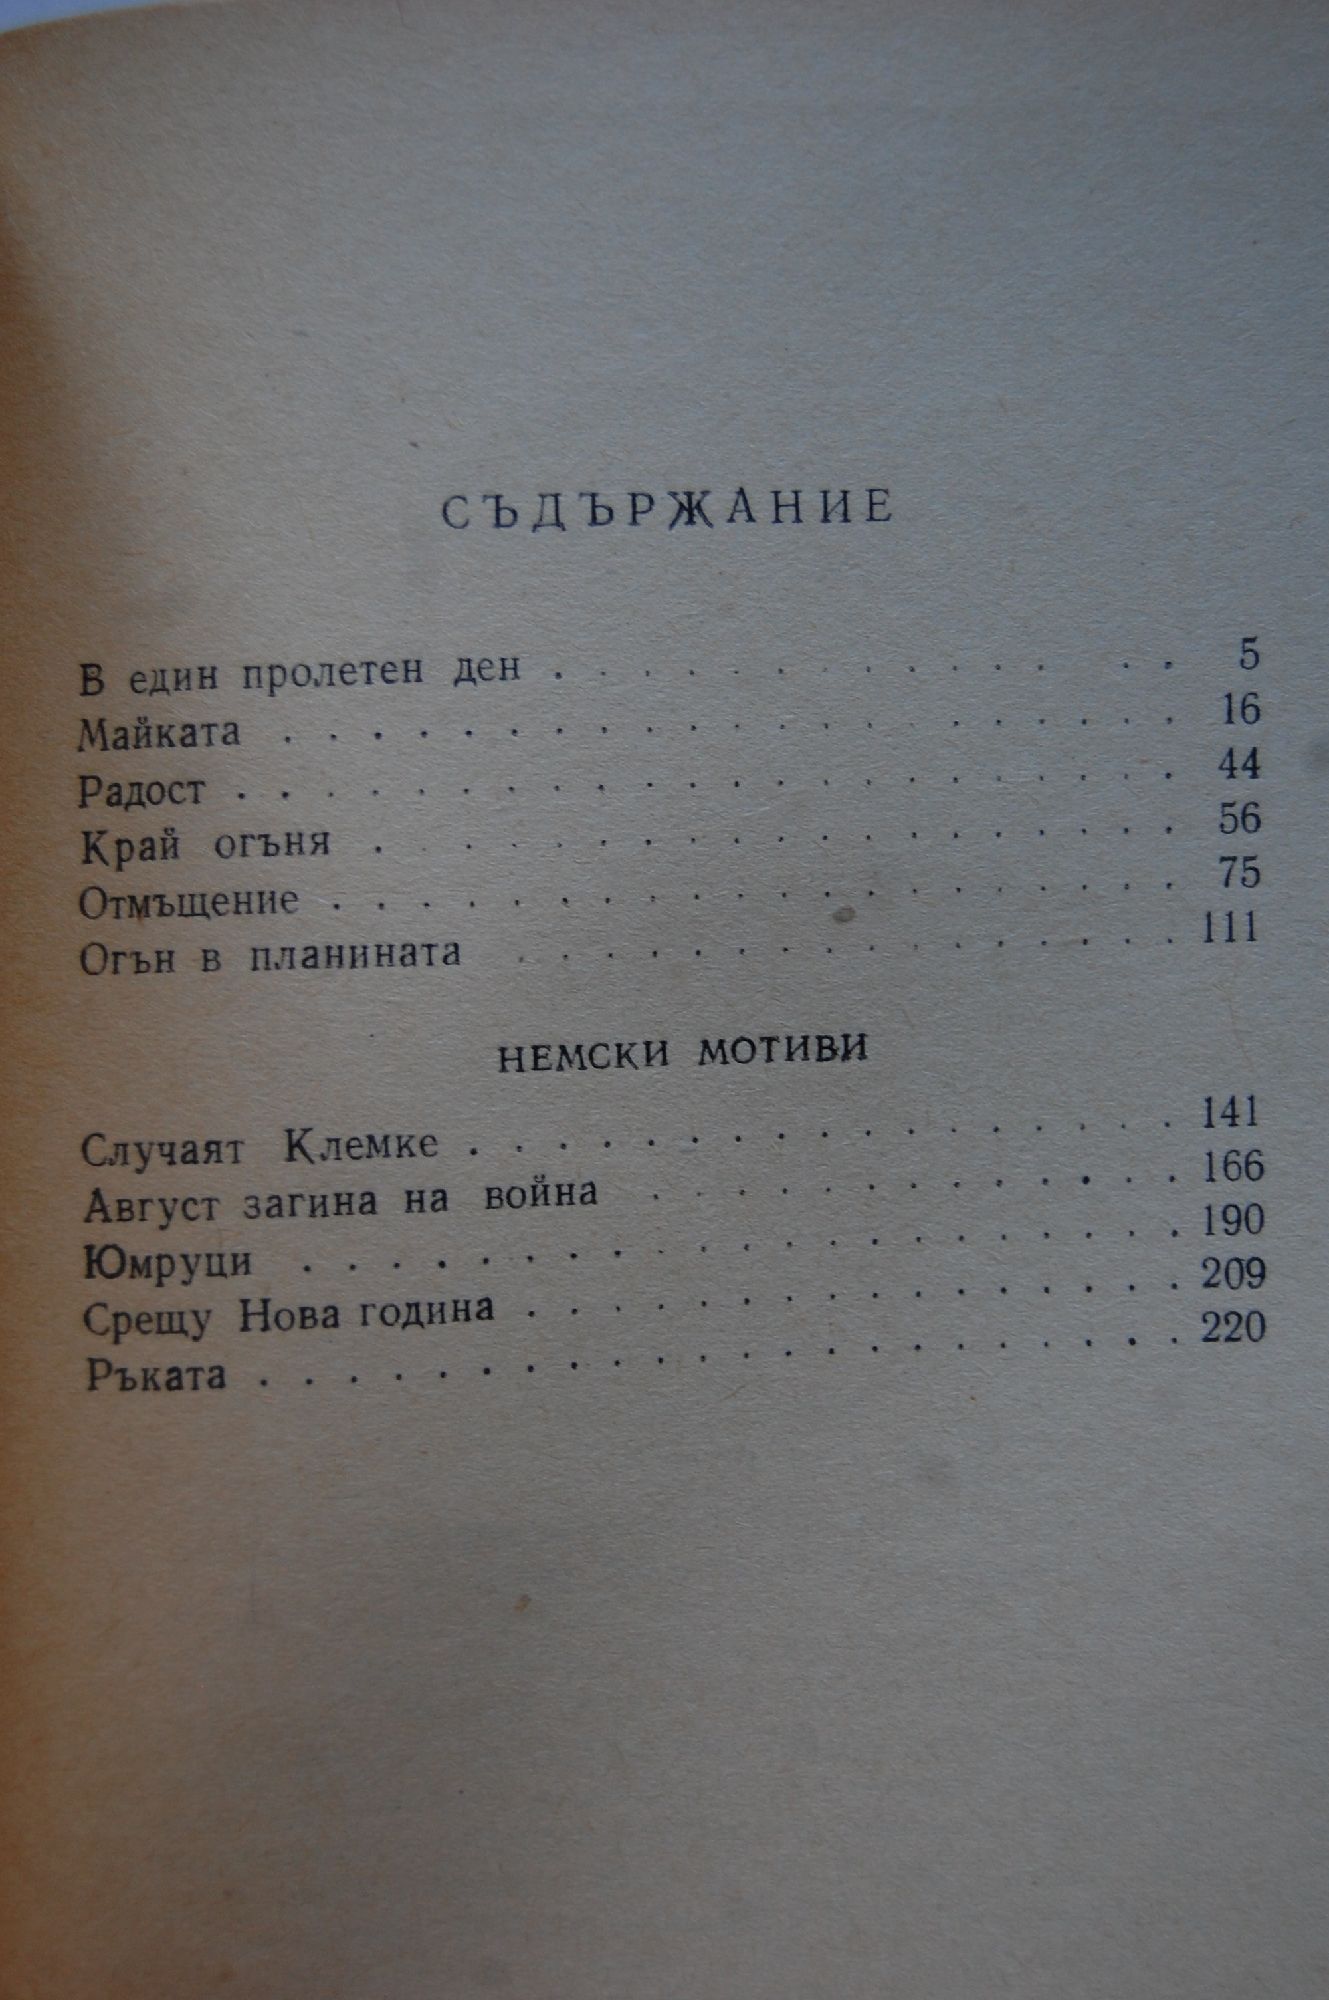 СЪДЪРЖАНИЕ
В един пролетен ден . . . . . . . . . . . . . . 5
Майката . . . . . . . . . . . . . . . . . . . . 16
Радост . . . . . . . . . . . . . . . . . . . . . 44
Край огъня . . . . . . . . . . . . . . . . . . 56
Отмъщение . . . . . . . . . . . . . . . . . . . 75
Огън в планината . . . . . . . . . . . . . . . 111
НЕМСКИ МОТИВИ
Случаят Клемке . . . . . . . . . . . . . . . . 141
Август загина на война . . . . . . . . . . . . 166
Юмруци . . . . . . . . . . . . . . . . . . . . 190
Срещу Нова година . . . . . . . . . . . . . . 209
Ръката . . . . . . . . . . . . . . . . . . . . . 220